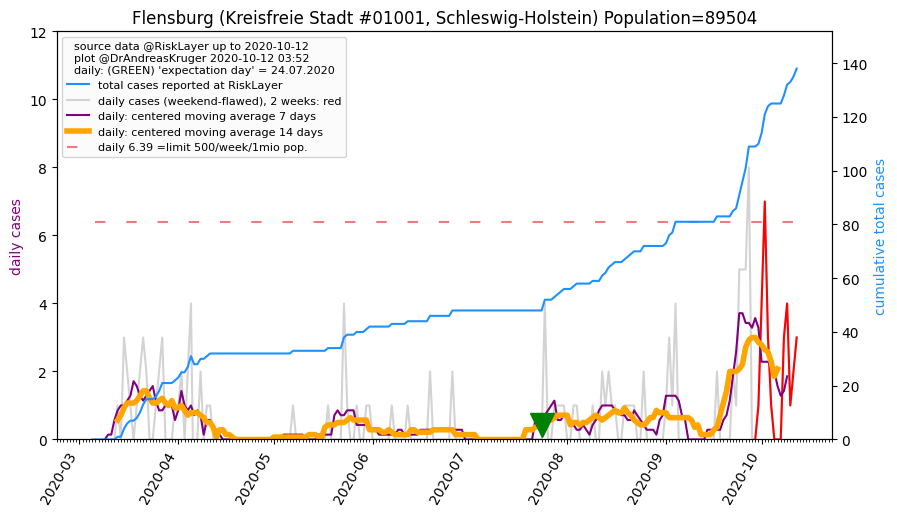 Flensburg (Kreisfreie Stadt #01001, Schleswig-Holstein) Population=89504
source data @RiskLayer up to 2020-10-12
plot @DrAndreasKruger 2020-10-12 03:52
daily: (GREEN) 'expectation day' = 24.07.2020
total cases reported at RiskLayer
daily cases (weekend-flawed), 2 weeks: red
daily: centered moving average 7 days
daily: centered moving average 14 days
daily 6.39 =limit 500/week/1mio pop.
daily cases
12
10
8
6
4
2
0
cumulative total cases
140
120
100
80
60
40
20
0
2020-03
2020-04
2020-05
2020-06
2020-07
2020-08
2020-09
2020-10